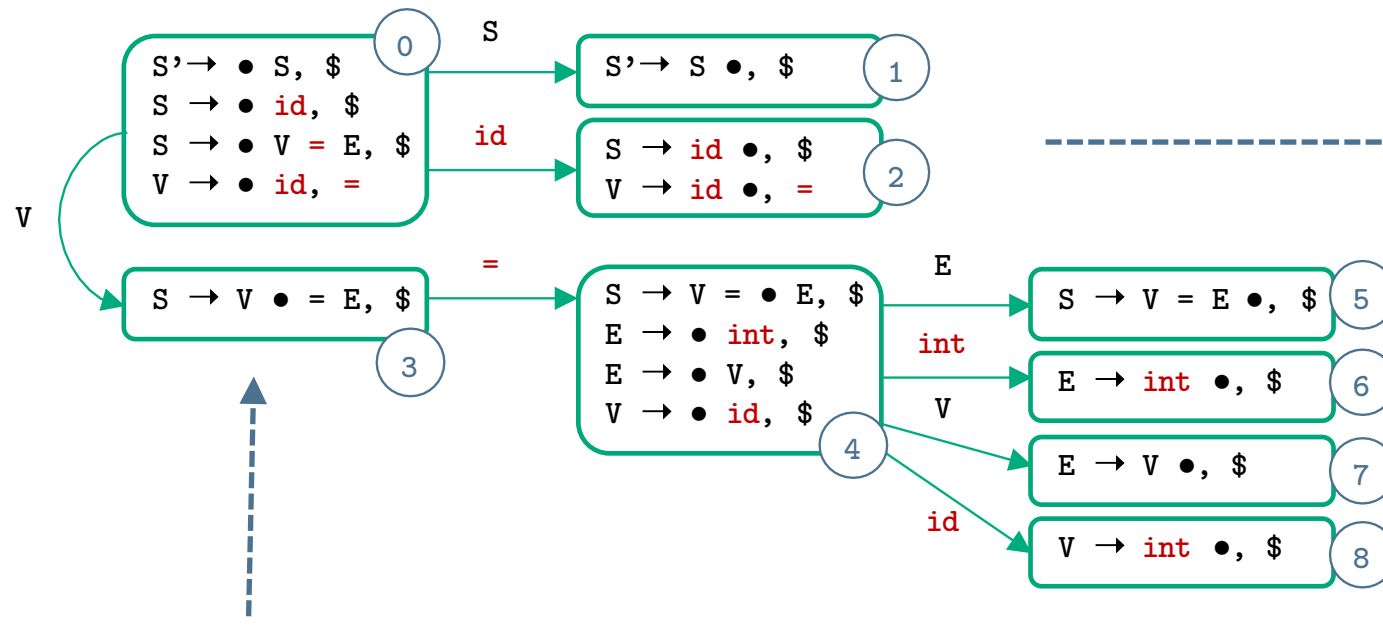 0
S
S'→ ● S, $
S → ● id, $
S → ● V = E, $
V → ● id, =
S'→ S ●, $
1
id
S → id ●, $
V → id ●, =
2
V
S → V ● = E, $
3
=
S → V = ● E, $
E → ● int, $
E → ● V, $
V → ● id, $
4
E
S → V = E ●, $
5
int
E → int ●, $
6
V
E → V ●, $
7
id
V → int ●, $
8